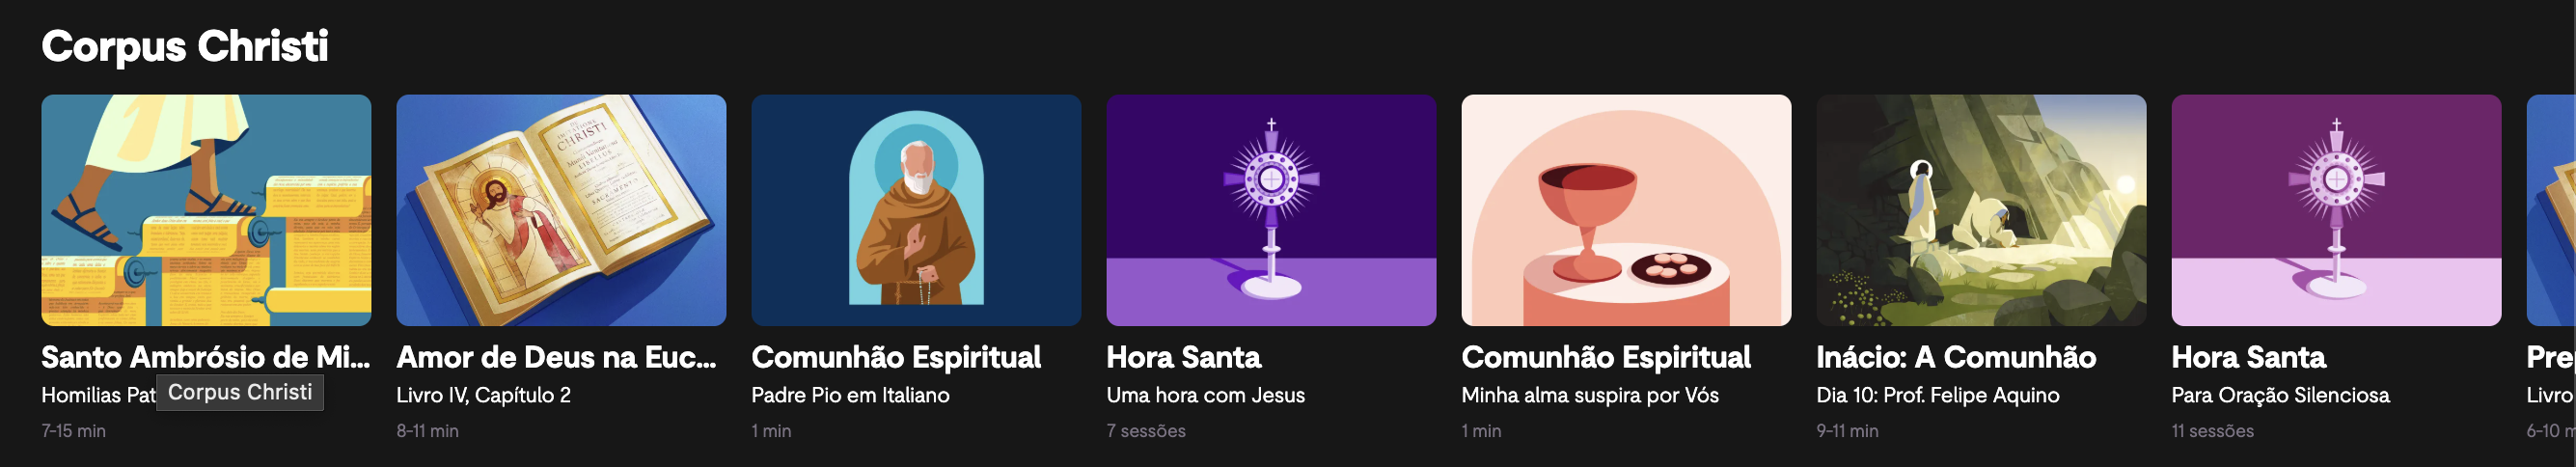 Corpus Christi
CHRISTI
Santo Ambrósio de Mi...
Homilias Pat
Corpus Christi
7-15 min
Amor de Deus na Euc...
Livro IV, Capítulo 2
8-11 min
Comunhão Espiritual
Padre Pio em Italiano
1 min
Hora Santa
Uma hora com Jesus
7 sessões
Comunhão Espiritual
Minha alma suspira por Vós
1 min
Inácio: A Comunhão
Dia 10: Prof. Felipe Aquino
9-11 min
Hora Santa
Para Oração Silenciosa
11 sessões
Pre
Livro
6-10 m